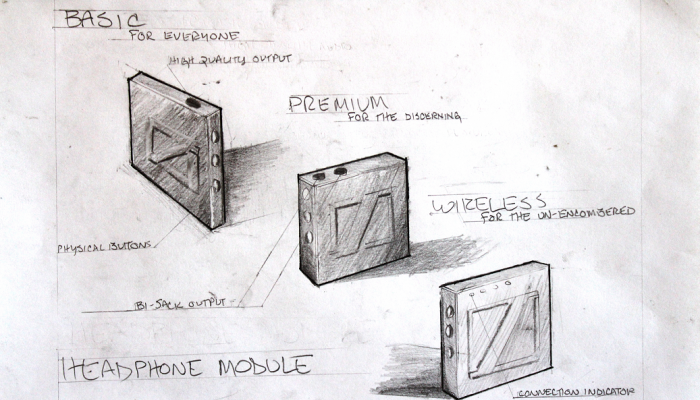 BASIC
FOR EVERYONE
HIGH QUALITY OUTPUT
PREMIUM
FOR THE DISCERNING
WIRELESS
FOR THE UN-ENCOMBERED
PHYSICAL BUTTONS
BI-JACK OUTPUT
HEADPHONE MODULE
CONNECTION INDICATOR